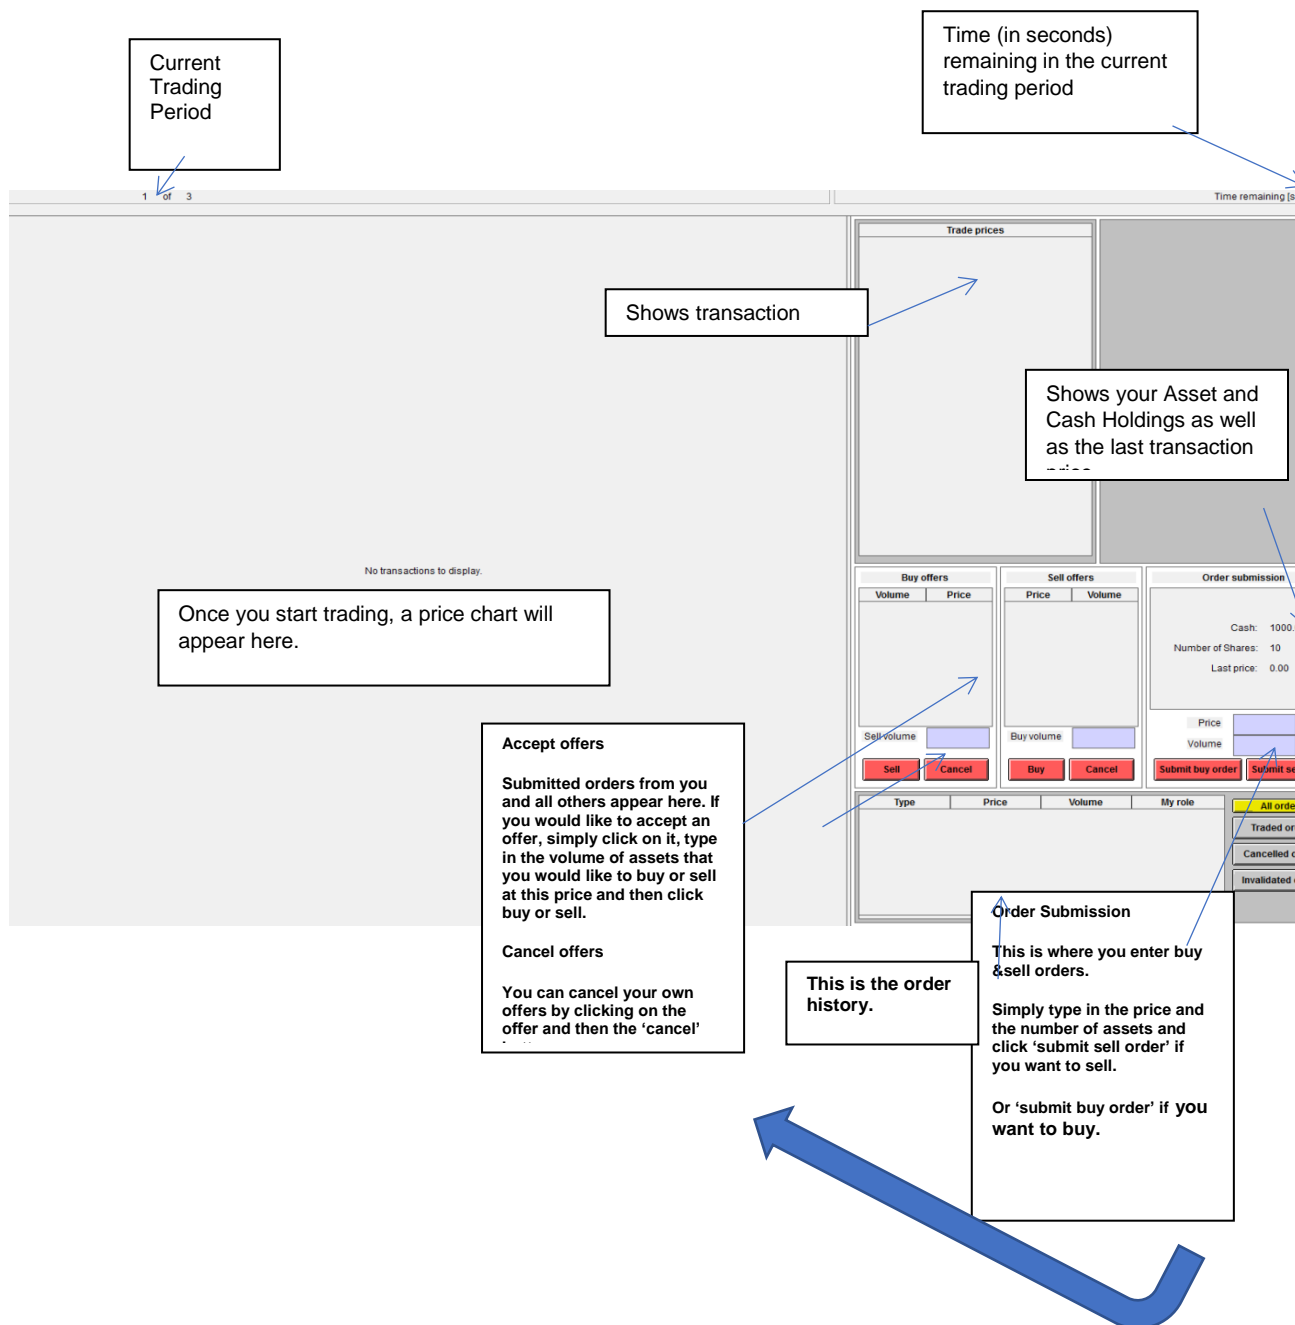 Current
Trading
Period
Time (in seconds)
remaining in the current
trading period
1 of 3
Time remaining [s
Trade prices
Shows transaction
Shows your Asset and
Cash Holdings as well
as the last transaction
No transactions to display.
Once you start trading, a price chart will
appear here.
Buy offers
Volume Price
Sell offers
Price Volume
Order submission
Cash: 1000.
Number of Shares: 10
Last price: 0.00
Sell volume
Buy volume
Price
Volume
Sell Cancel
Buy Cancel
Submit buy order Submit se
Type Price Volume My role
All orde
Traded or
Cancelled o
Invalidated
Accept offers
Submitted orders from you
and all others appear here. If
you would like to accept an
offer, simply click on it, type
in the volume of assets that
you would like to buy or sell
at this price and then click
buy or sell.
Cancel offers
You can cancel your own
offers by clicking on the
offer and then the ‘cancel’
This is the order
history.
Order Submission
This is where you enter buy
&sell orders.
Simply type in the price and
the number of assets and
click ‘submit sell order’ if
you want to sell.
Or ‘submit buy order’ if you
want to buy.